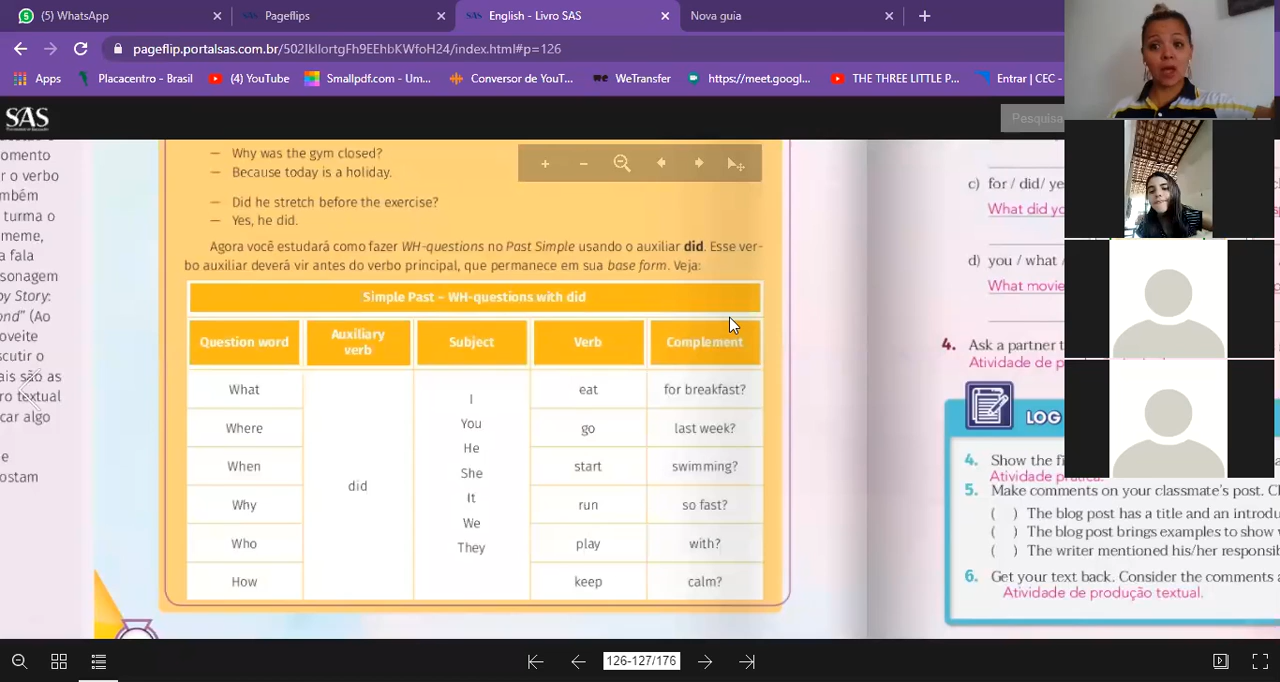 (5) WhatsApp
Pageflips
English - Livro SAS
Nova guia
pageflip.portalsas.com.br/502IklIortgFh9EEhbKWfoH24/index.html#p=126
Apps
Placacentro - Brasil
(4) YouTube
Smallpdf.com - Um...
Conversor de YouT...
WeTransfer
https://meet.googl...
THE THREE LITTLE P...
Entrar | CEC -
SAS
Pesquisa
omento
r o verbo
mbém
turma o
meme,
a fala
sonagem
oy Story:
ond" (Ao
oveite
scutir o
ais são as
ro textual
car algo
e
ostam
— Why was the gym closed?
— Because today is a holiday.
— Did he stretch before the exercise?
— Yes, he did.
Agora você estudará como fazer WH-questions no Past Simple usando o auxiliar did. Esse ver-
bo auxiliar deverá vir antes do verbo principal, que permanece em sua base form. Veja:
Simple Past – WH-questions with did
Question word Auxiliary verb Subject Verb Complement
What eat for breakfast?
Where go last week?
When start swimming?
Why run so fast?
Who play with?
How keep calm?
did
I
You
He
She
It
We
They
c) for / did/ ye
What did yo
d) you / what /
What movie
4. Ask a partner t
Atividade de p
LOG
4. Show the fi
Atividade prática.
5. Make comments on your classmate's post. C
( ) The blog post has a title and an introdu
( ) The blog post brings examples to show
( ) The writer mentioned his/her responsi
6. Get your text back. Consider the comments a
Atividade de produção textual.
126-127/176